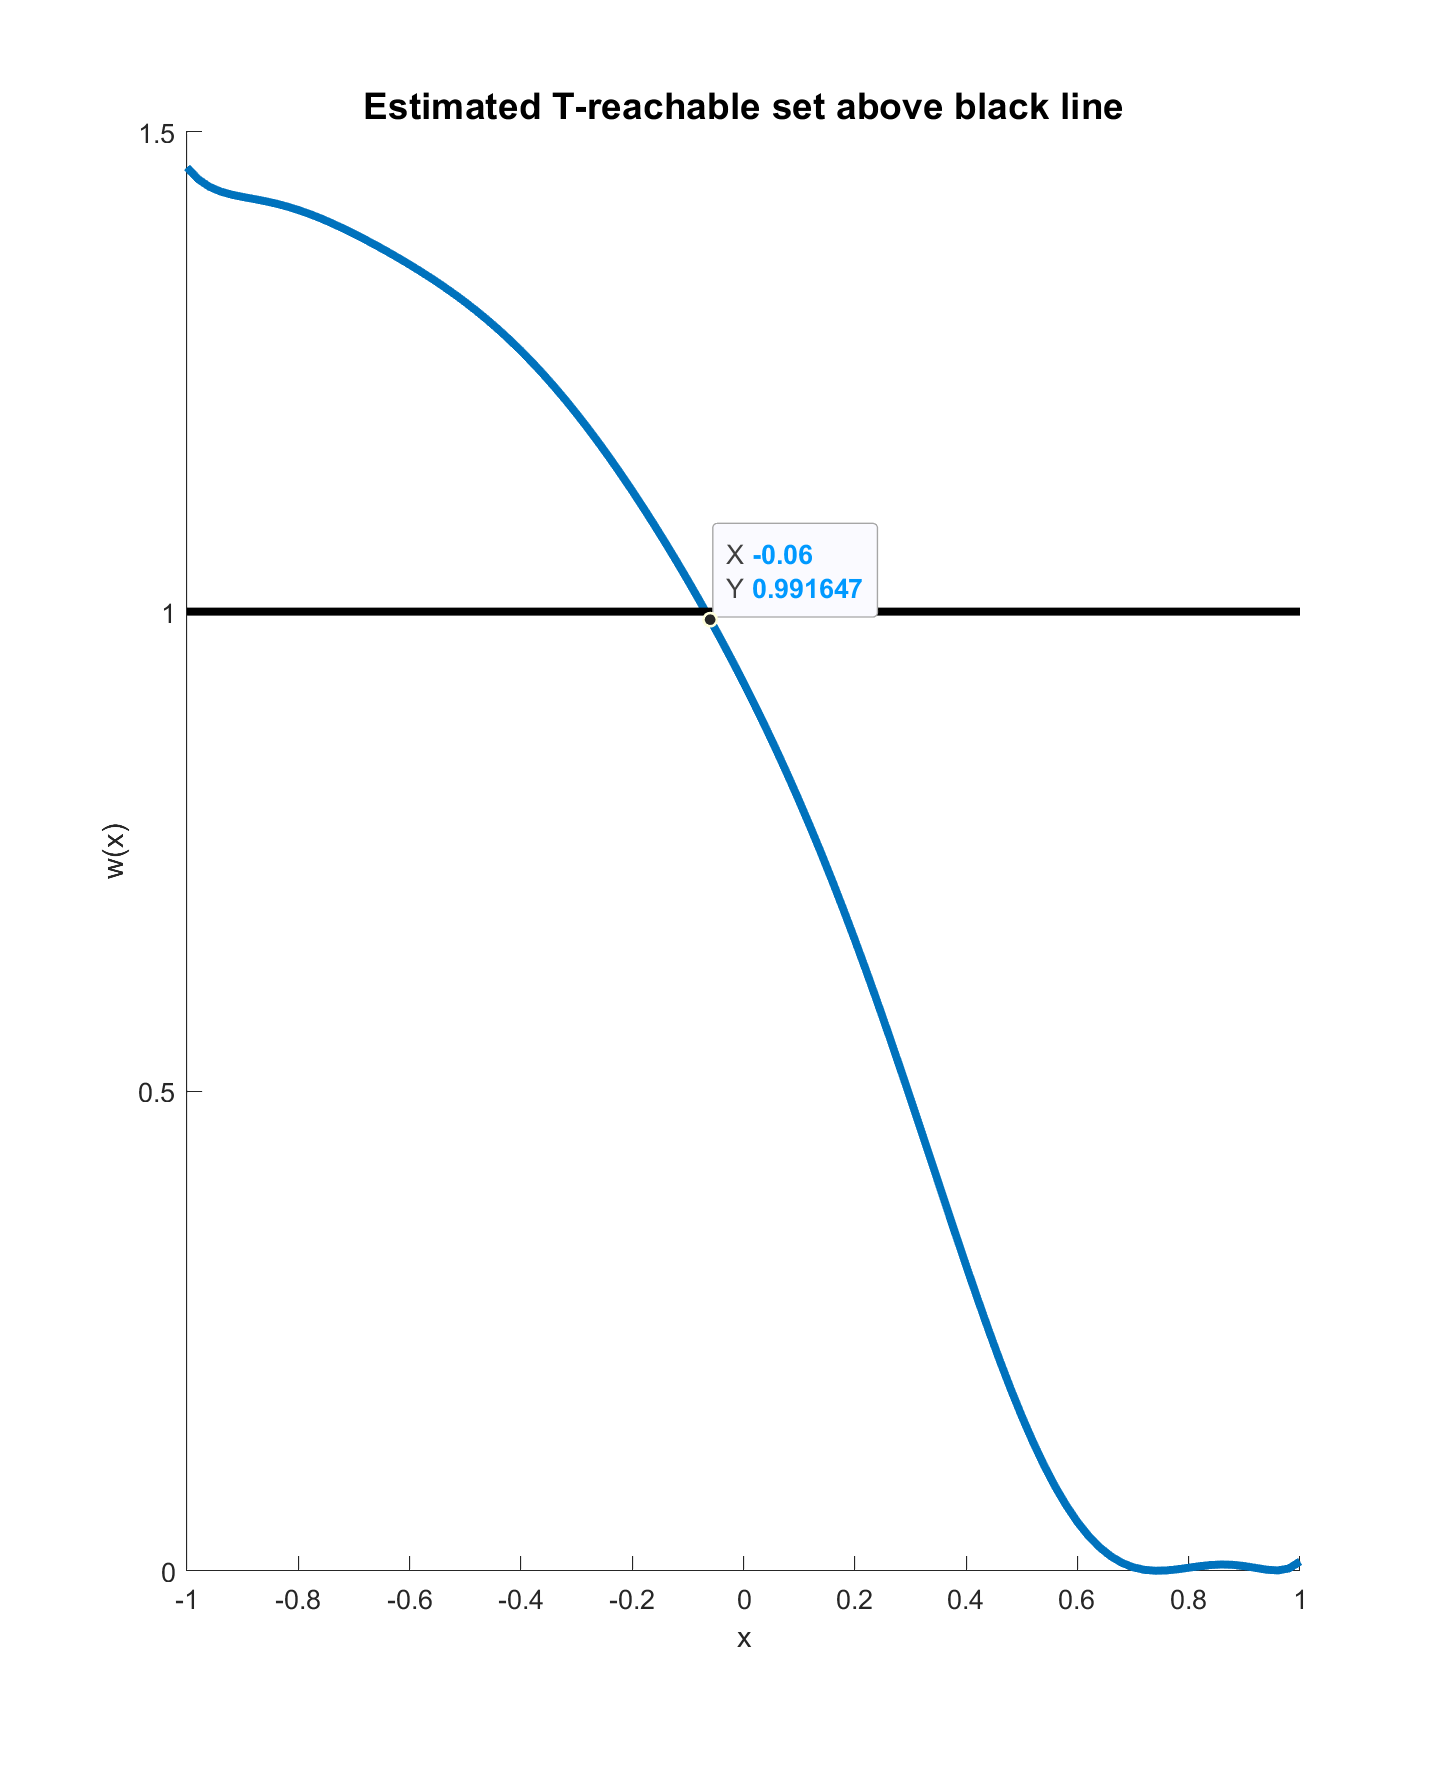 Estimated T-reachable set above black line
1.5
X -0.06
Y 0.991647
1
w(x)
0.5
0
-1 -0.8 -0.6 -0.4 -0.2 0 0.2 0.4 0.6 0.8 1
x